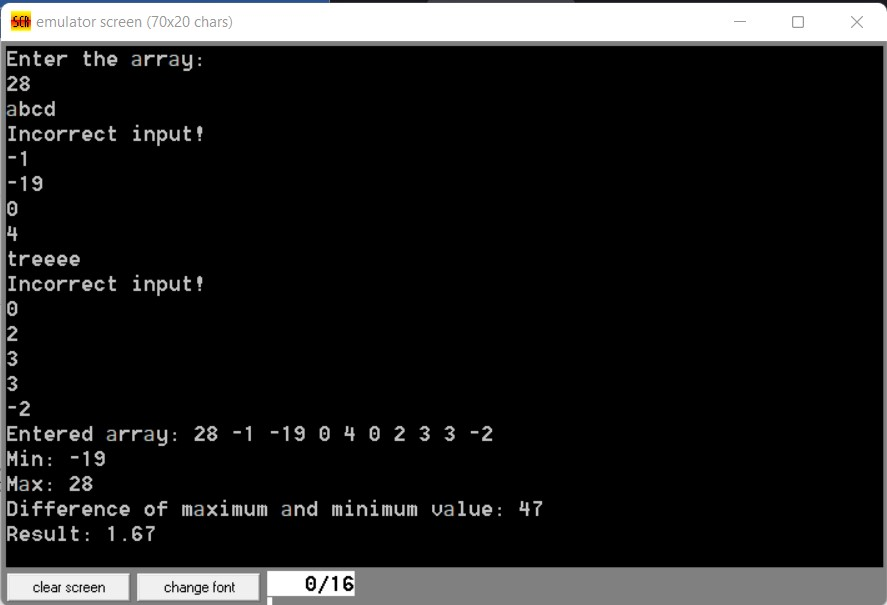 emulator screen (70x20 chars)
Enter the array:
28
abcd
Incorrect input!
-1
-19
0
4
treeee
Incorrect input!
0
2
3
3
-2
Entered array: 28 -1 -19 0 4 0 2 3 3 -2
Min: -19
Max: 28
Difference of maximum and minimum value: 47
Result: 1.67
clear screen change font 0/16